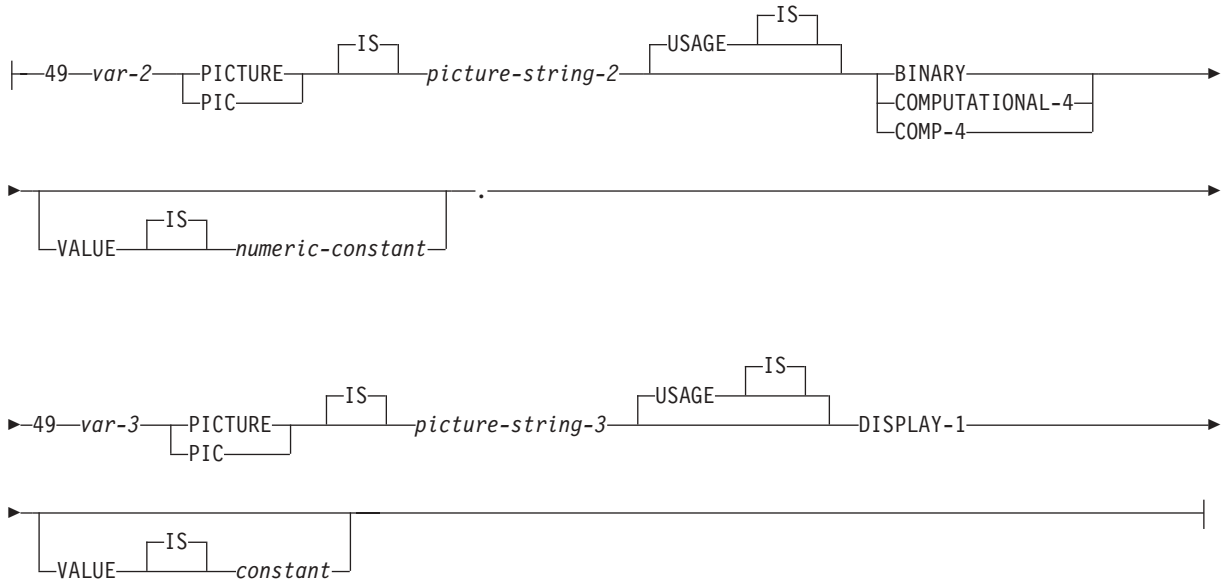 IS
IS USAGE IS
49 var-2 PICTURE picture-string-2 BINARY
PIC COMPUTATIONAL-4
COMP-4
.
IS
VALUE numeric-constant
IS
IS USAGE
49 var-3 PICTURE picture-string-3 DISPLAY-1
PIC
IS
VALUE constant